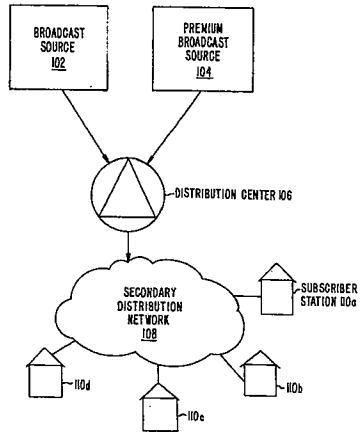 BROADCAST
SOURCE
102
PREMIUM
BROADCAST
SOURCE
104
DISTRIBUTION CENTER 106
SECONDARY
DISTRIBUTION
NETWORK
108
SUBSCRIBER
STATION 110a
110d
110c
110b